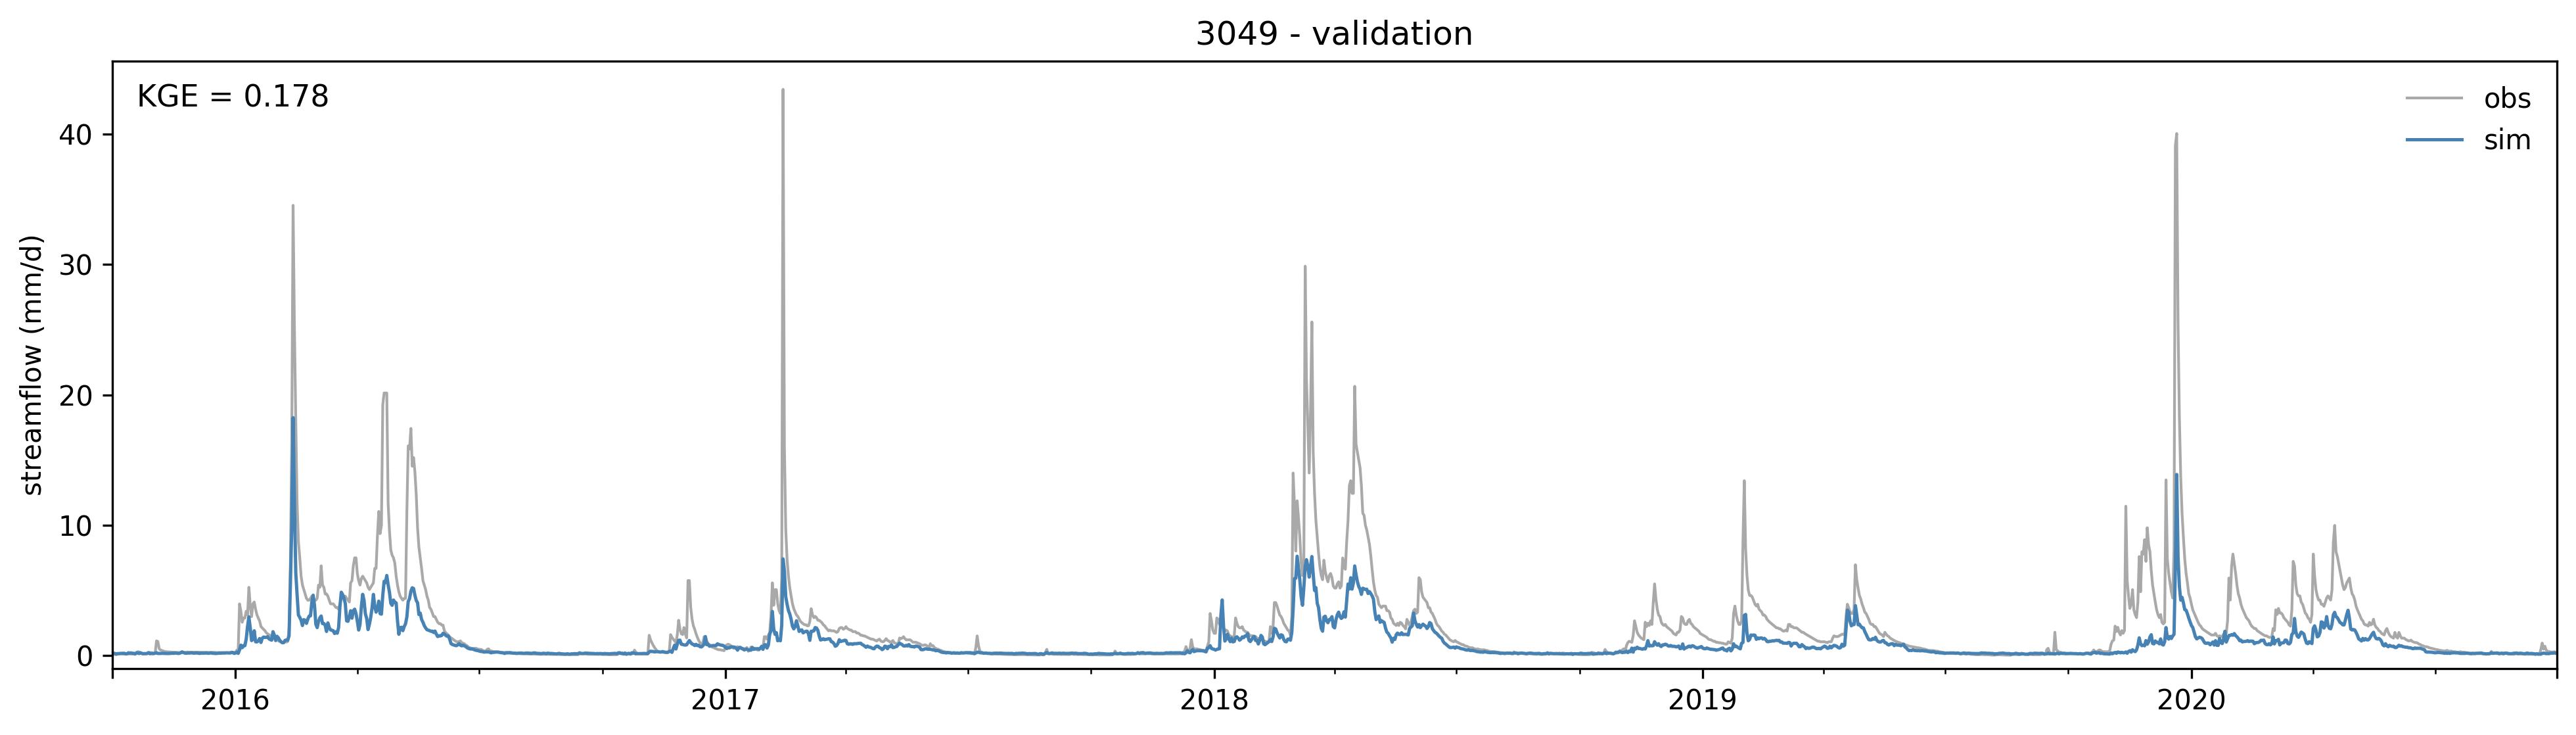 3049 - validation
KGE = 0.178
obs
sim
streamflow (mm/d)
40
30
20
10
0
2016
2017
2018
2019
2020